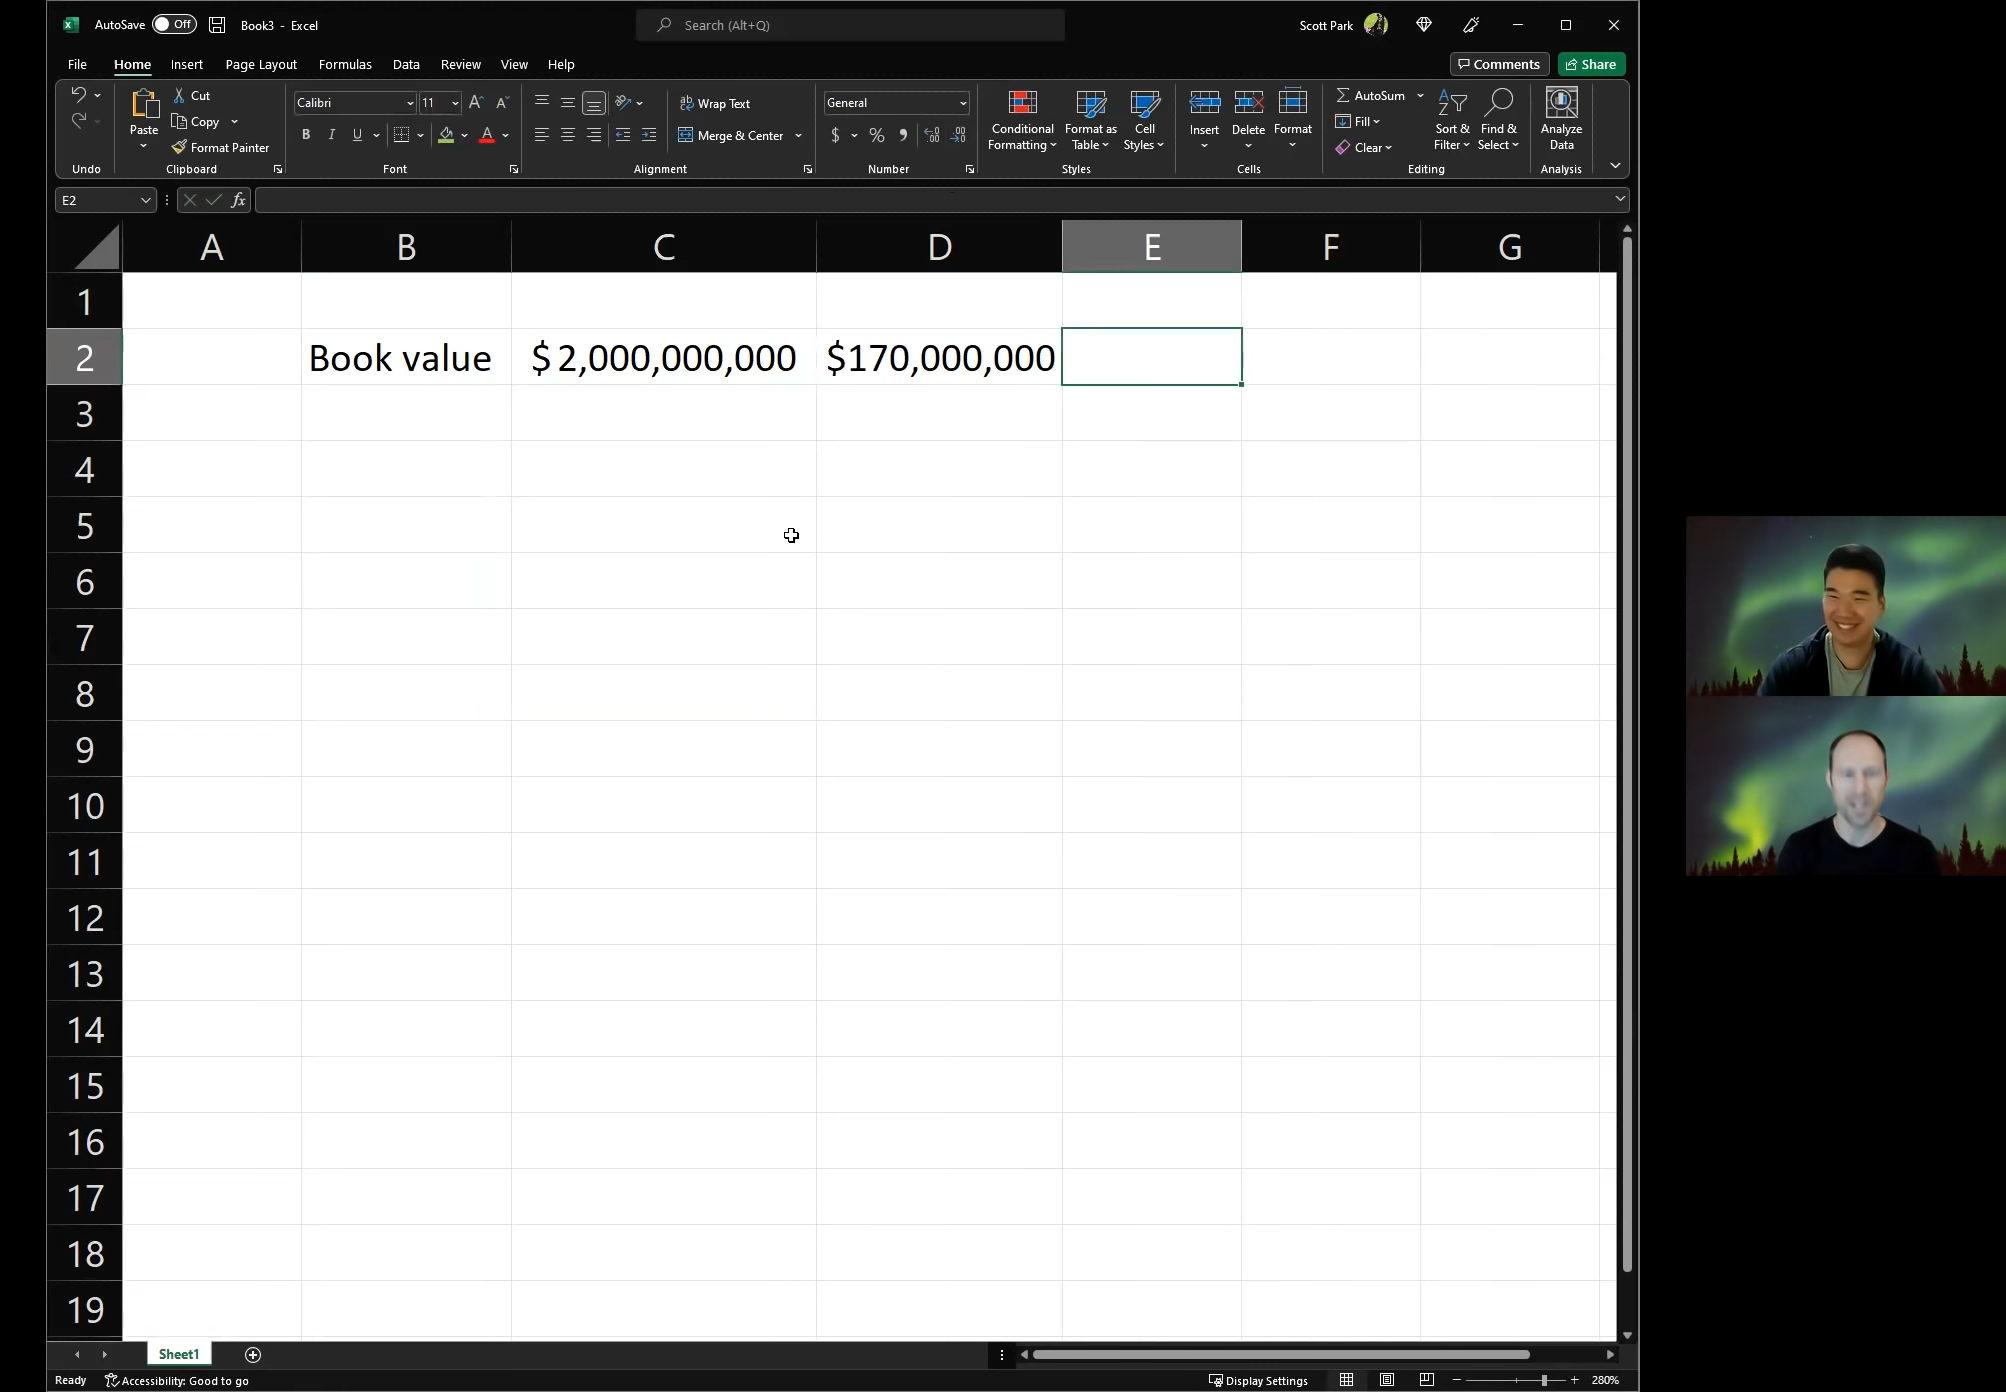 AutoSave Off Book3 - Excel Search (Alt+Q) Scott Park
File Home Insert Page Layout Formulas Data Review View Help Comments Share
Undo
Paste
Cut
Copy
Format Painter
Clipboard
Calibri 11
B I U A
Font
ab Wrap Text
Merge & Center
Alignment
General
$ % , .00
Number
Conditional Formatting
Format as Table
Cell Styles
Styles
Insert Delete Format
Cells
AutoSum
Fill
Clear
Sort & Filter
Find & Select
Editing
Analyze Data
Analysis
E2 fx
A B C D E F G
1
2 Book value $ 2,000,000,000 $170,000,000
3
4
5
6
7
8
9
10
11
12
13
14
15
16
17
18
19
Sheet1
Ready Accessibility: Good to go Display Settings 280%